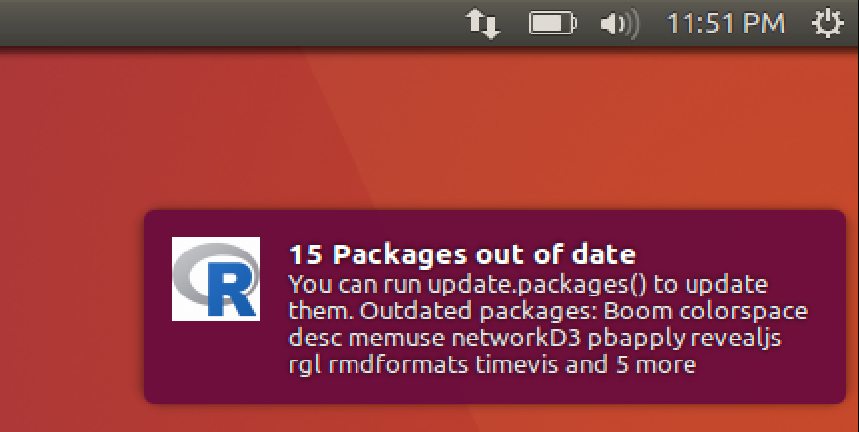 11:51 PM
R
15 Packages out of date
You can run update.packages() to update
them. Outdated packages: Boom colorspace
desc memuse networkD3 pbapply revealjs
rgl rmdformats timevis and 5 more